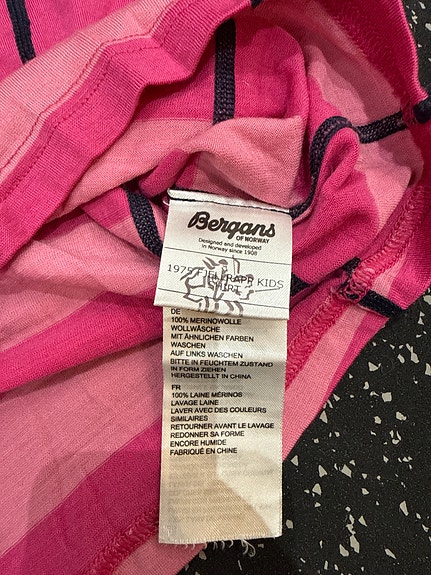 Bergans
OF NORWAY
Designed and developed
in Norway since 1908
KIDS
DE
100% MERINOWOLLE
WOLLWÄSCHE
MIT ÄHNLICHEN FARBEN
WASCHEN
AUF LINKS WASCHEN
BITTE IN FEUCHTEM ZUSTAND
IN FORM ZIEHEN
HERGESTELLT IN CHINA
FR
100% LAINE MÉRINOS
LAVAGE LAINE
LAVER AVEC DES COULEURS
SIMILAIRES
RETOURNER AVANT LE LAVAGE
REDONNER SA FORME
ENCORE HUMIDE
FABRIQUÉ EN CHINE